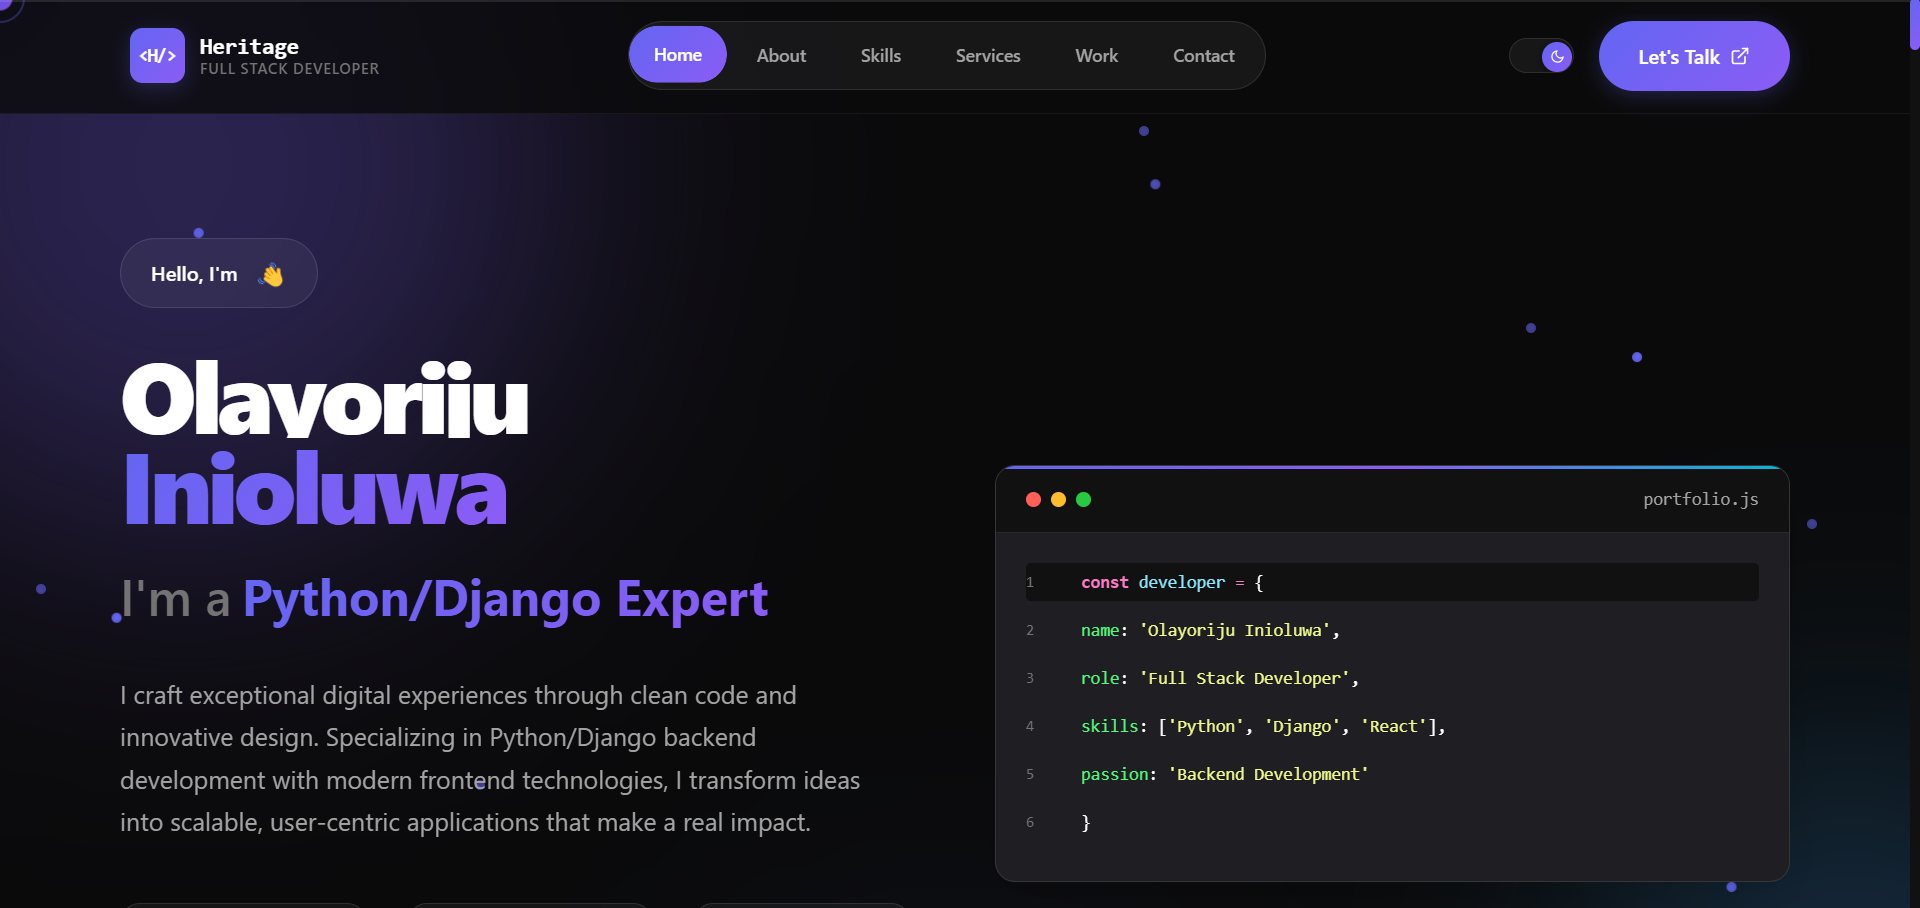 <H/>
Heritage
FULL STACK DEVELOPER
Home
About
Skills
Services
Work
Contact
Let's Talk
Hello, I'm 👋
Olayoriju
Inioluwa
I'm a Python/Django Expert
I craft exceptional digital experiences through clean code and
innovative design. Specializing in Python/Django backend
development with modern frontend technologies, I transform ideas
into scalable, user-centric applications that make a real impact.
portfolio.js
1 const developer = {
2 name: 'Olayoriju Inioluwa',
3 role: 'Full Stack Developer',
4 skills: ['Python', 'Django', 'React'],
5 passion: 'Backend Development'
6 }